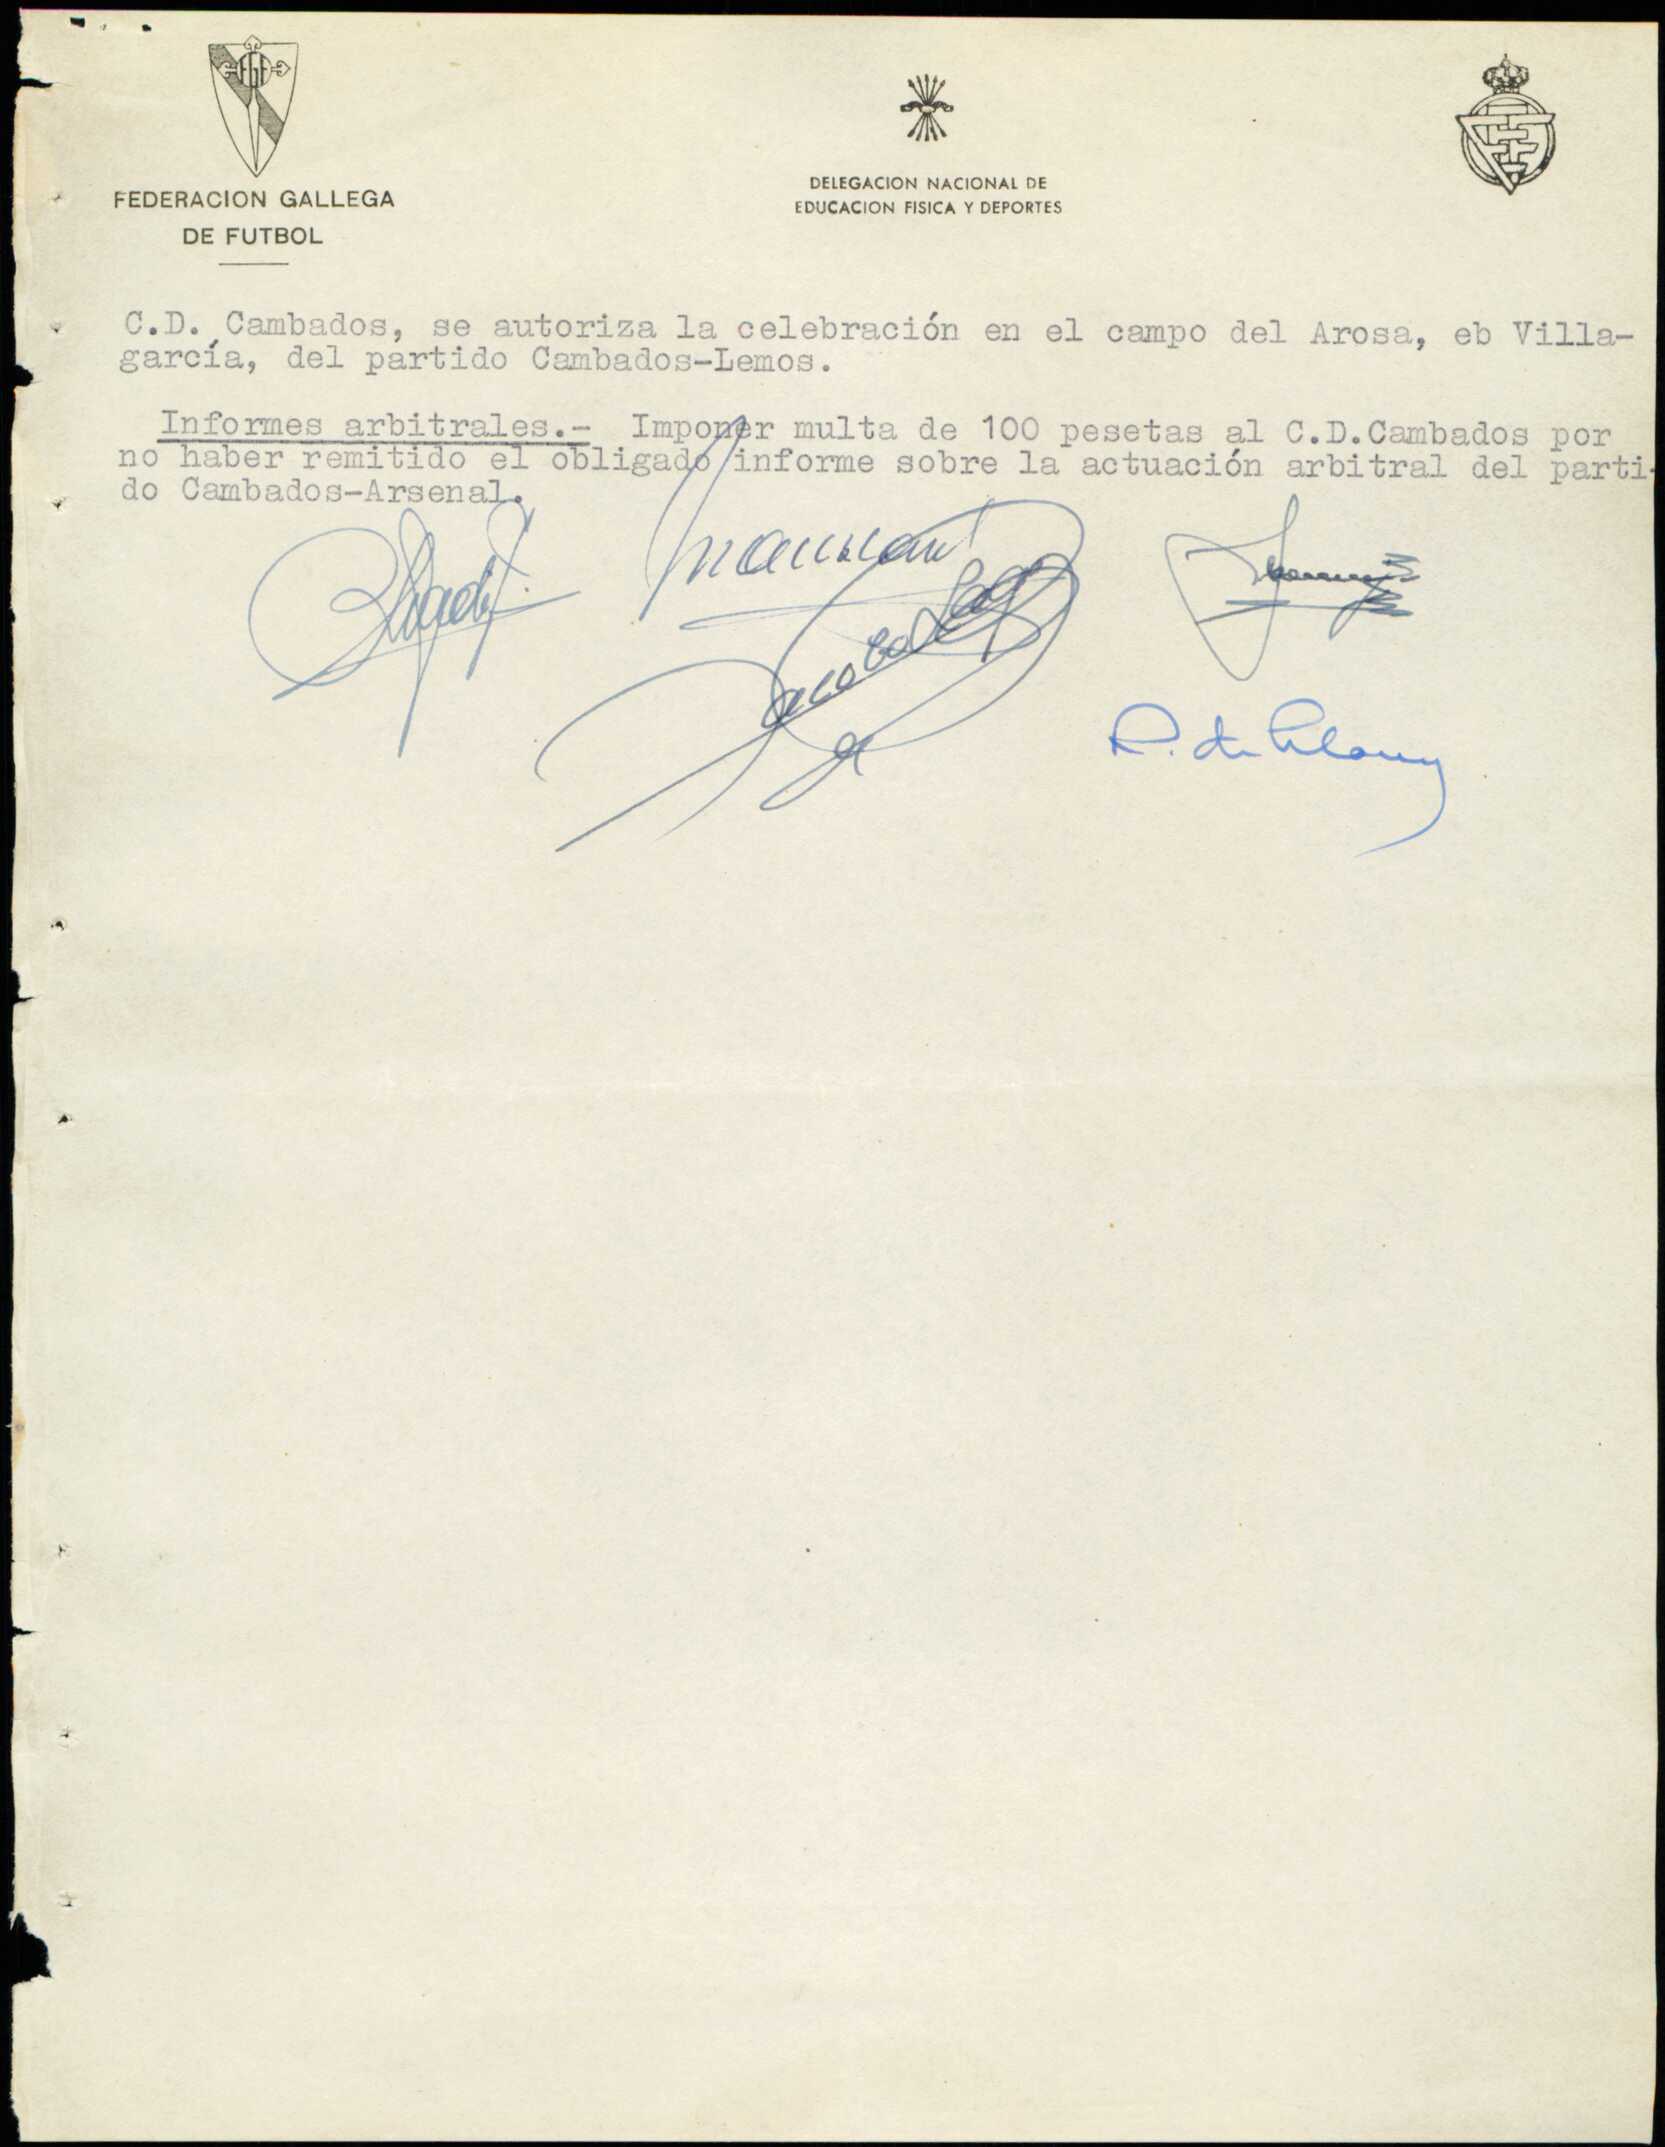 FGF
FEDERACION GALLEGA
DE FUTBOL
DELEGACION NACIONAL DE
EDUCACION FISICA Y DEPORTES
C.D. Cambados, se autoriza la celebración en el campo del Arosa, eb Villa-
garcía, del partido Cambados-Lemos.
Informes arbitrales.- Imponer multa de 100 pesetas al C.D.Cambados por
no haber remitido el obligado informe sobre la actuación arbitral del parti-
do Cambados-Arsenal.